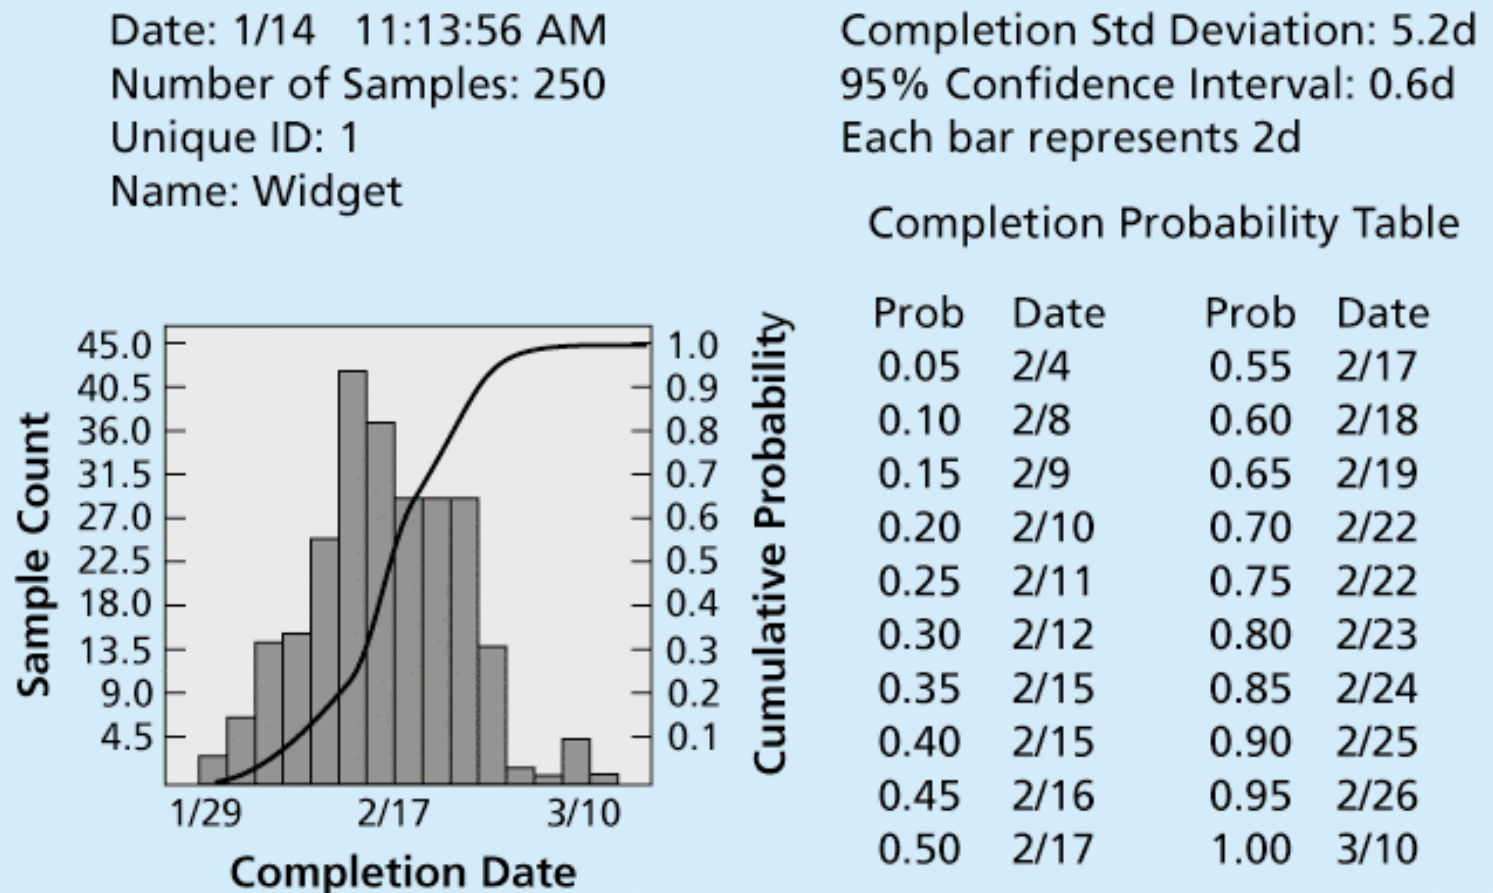 Date: 1/14 11:13:56 AM
Number of Samples: 250
Unique ID: 1
Name: Widget
Completion Std Deviation: 5.2d
95% Confidence Interval: 0.6d
Each bar represents 2d
Sample Count
45.0
40.5
36.0
31.5
27.0
22.5
18.0
13.5
9.0
4.5
1.0
0.9
0.8
0.7
0.6
0.5
0.4
0.3
0.2
0.1
Cumulative Probability
1/29 2/17 3/10
Completion Date
Completion Probability Table
Prob Date Prob Date
0.05 2/4 0.55 2/17
0.10 2/8 0.60 2/18
0.15 2/9 0.65 2/19
0.20 2/10 0.70 2/22
0.25 2/11 0.75 2/22
0.30 2/12 0.80 2/23
0.35 2/15 0.85 2/24
0.40 2/15 0.90 2/25
0.45 2/16 0.95 2/26
0.50 2/17 1.00 3/10